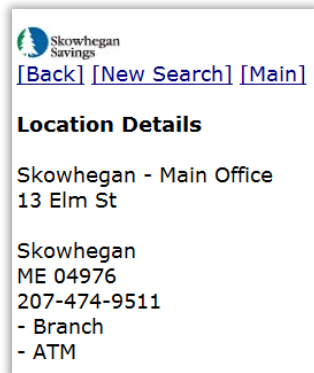 Skowhegan
Savings
[Back] [New Search] [Main]
Location Details
Skowhegan - Main Office
13 Elm St
Skowhegan
ME 04976
207-474-9511
- Branch
- ATM